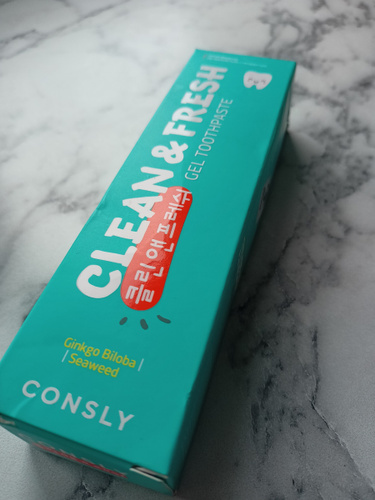 CLEAN & FRESH
GEL TOOTHPASTE
클린앤프레쉬
Ginkgo Biloba |
| Seaweed
CONSLY